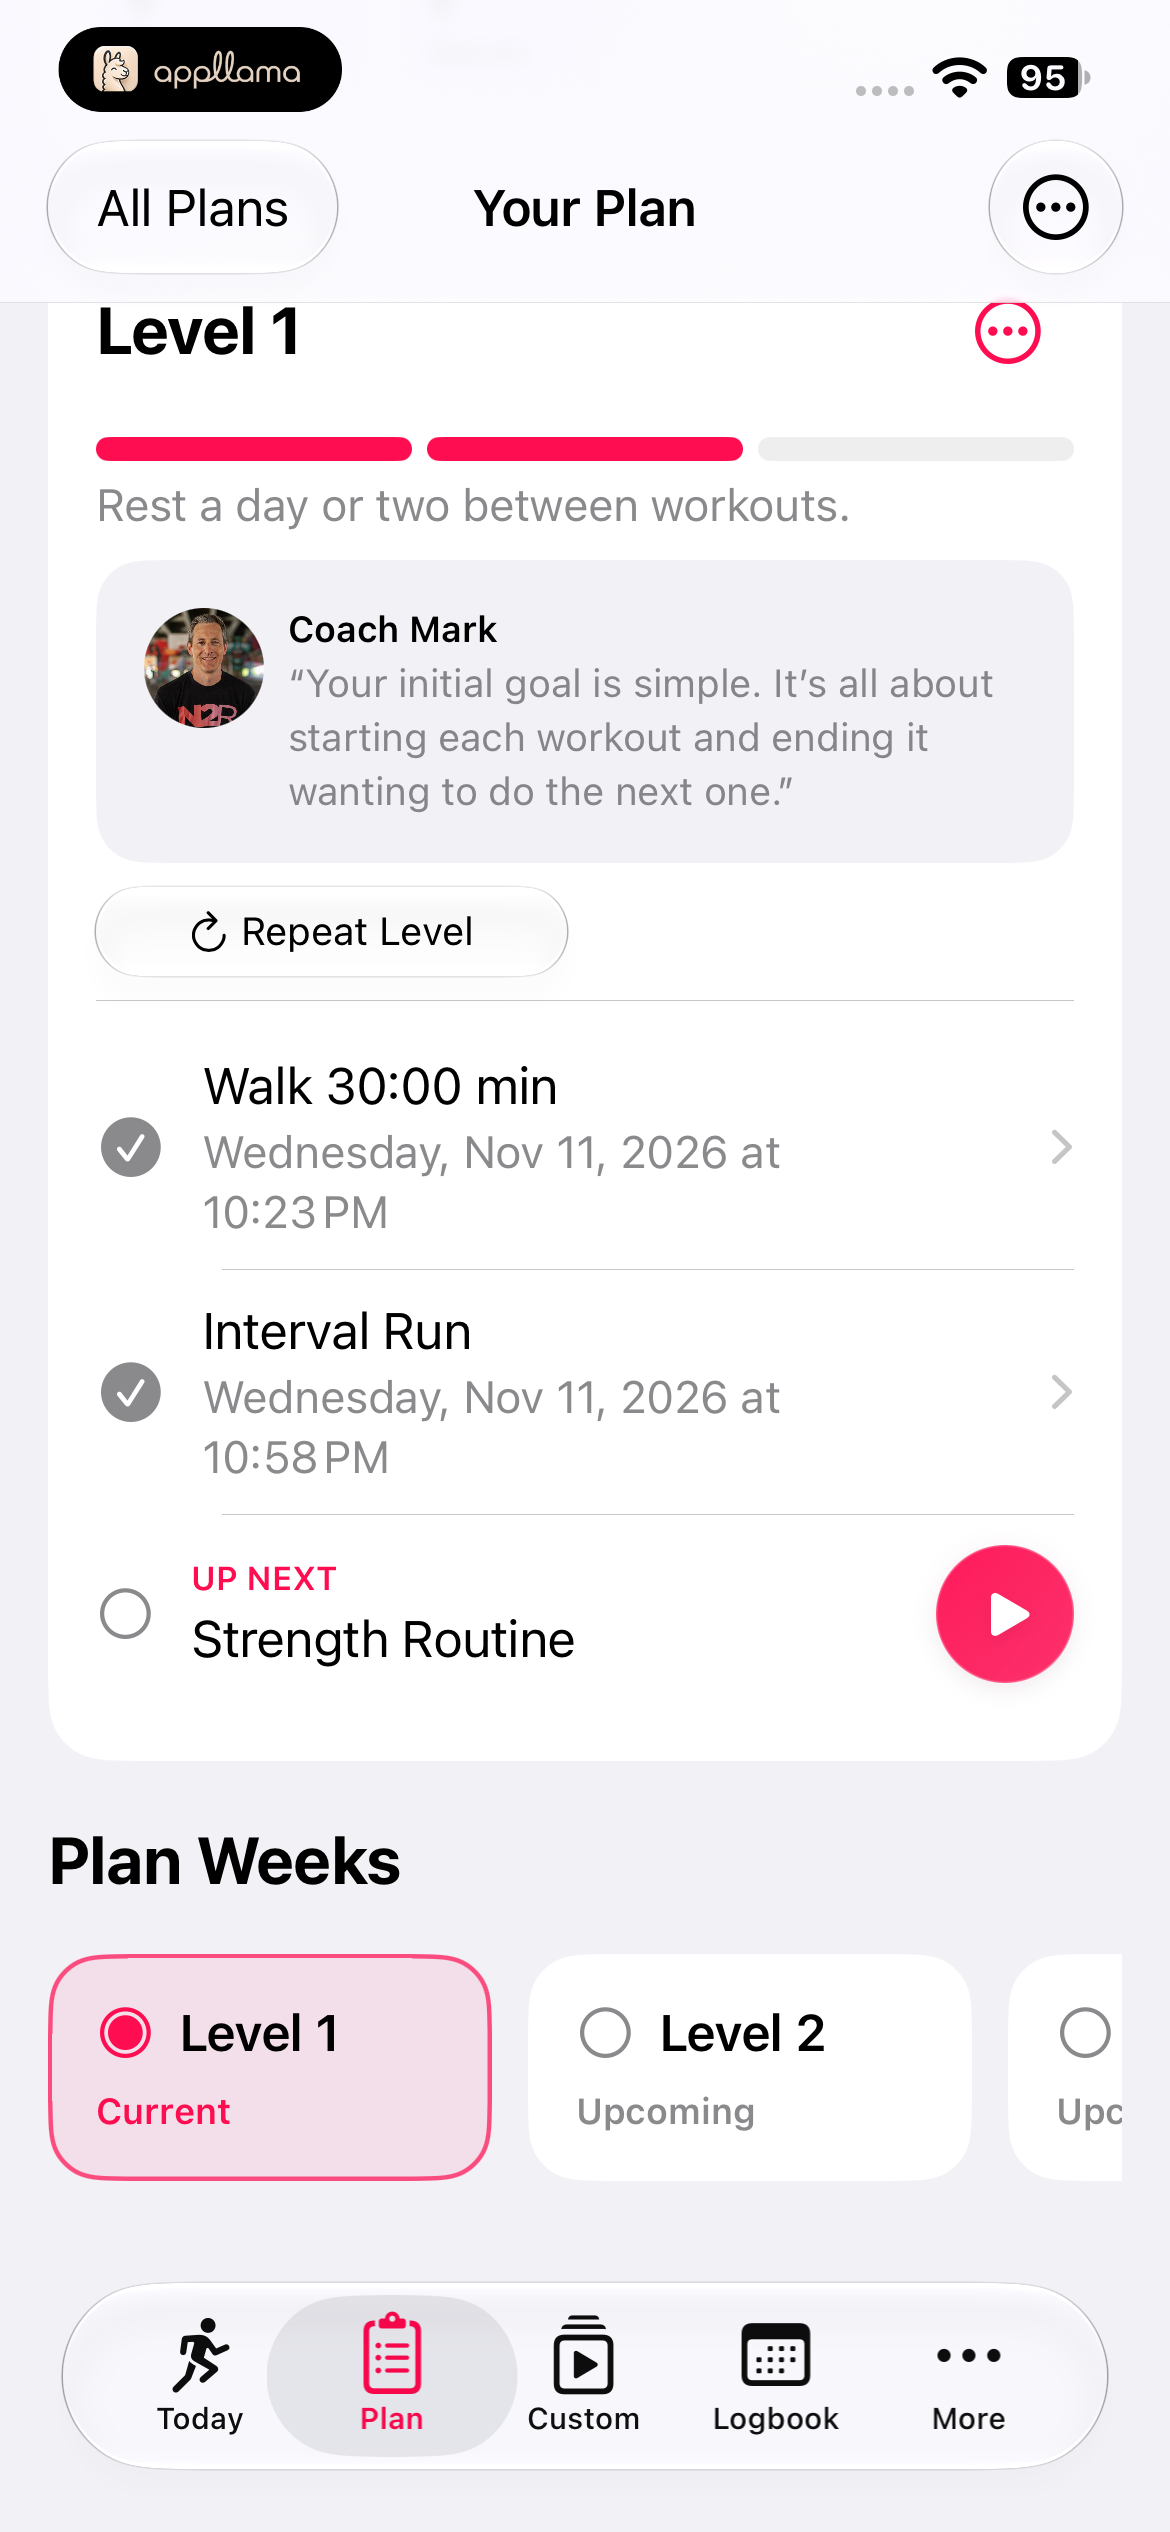 appllama
95
All Plans
Your Plan
Level 1
Rest a day or two between workouts.
Coach Mark
“Your initial goal is simple. It’s all about
starting each workout and ending it
wanting to do the next one.”
Repeat Level
Walk 30:00 min
Wednesday, Nov 11, 2026 at
10:23 PM
Interval Run
Wednesday, Nov 11, 2026 at
10:58 PM
UP NEXT
Strength Routine
Plan Weeks
Level 1
Level 2
Current
Upcoming
Upc
Today
Plan
Custom
Logbook
More